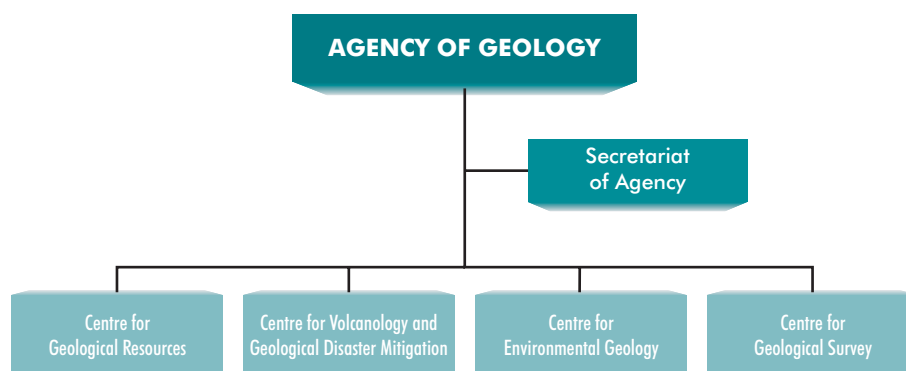 AGENCY OF GEOLOGY
Secretariat
of Agency
Centre for
Geological Resources
Centre for Volcanology and
Geological Disaster Mitigation
Centre for
Environmental Geology
Centre for
Geological Survey